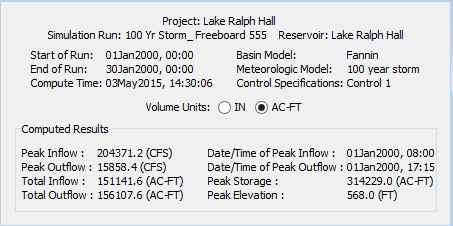 Project: Lake Ralph Hall
Simulation Run: 100 Yr Storm_ Freeboard 555 Reservoir: Lake Ralph Hall
Start of Run: 01Jan2000, 00:00 Basin Model: Fannin
End of Run: 30Jan2000, 00:00 Meteorologic Model: 100 year storm
Compute Time: 03May2015, 14:30:06 Control Specifications: Control 1
Volume Units: IN AC-FT
Computed Results
Peak Inflow : 204371.2 (CFS) Date/Time of Peak Inflow : 01Jan2000, 08:00
Peak Outflow : 15858.4 (CFS) Date/Time of Peak Outflow : 01Jan2000, 17:15
Total Inflow : 151141.6 (AC-FT) Peak Storage : 314229.0 (AC-FT)
Total Outflow : 156107.6 (AC-FT) Peak Elevation : 568.0 (FT)